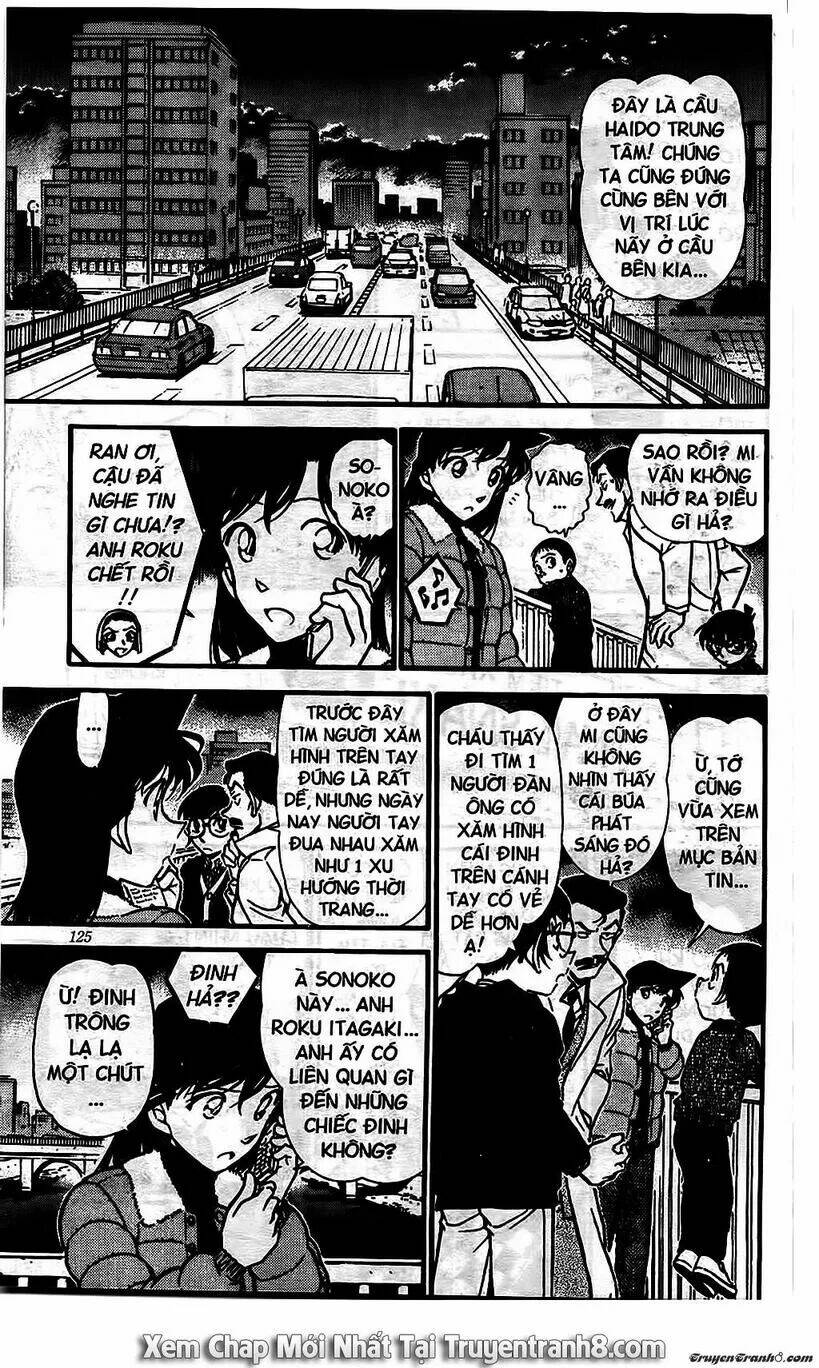 ĐÂY LÀ CẦU
HAIDO TRUNG
TÂM! CHÚNG
TA CŨNG ĐỨNG
CÙNG BÊN VỚI
VỊ TRÍ LÚC
NÃY Ở CẦU
BÊN KIA...
SAO RỒI? MI
VẪN KHÔNG
NHỚ RA ĐIỀU
GÌ HẢ?
VÂNG
...
SO-
NOKO
À?
RAN ƠI,
CẬU ĐÃ
NGHE TIN
GÌ CHƯA!?
ANH ROKU
CHẾT RỒI
!!
Ừ, TỚ
CŨNG
VỪA XEM
TRÊN
MỤC BẢN
TIN...
Ở ĐÂY
MI CŨNG
KHÔNG
NHÌN THẤY
CÁI BÚA
PHÁT
SÁNG ĐÓ
HẢ?
CHÁU THẤY
ĐI TÌM 1
NGƯỜI ĐÀN
ÔNG CÓ
XĂM HÌNH
CÁI ĐINH
TRÊN CÁNH
TAY CÓ VẺ
DỄ HƠN
Ạ!
TRƯỚC ĐÂY
TÌM NGƯỜI XĂM
HÌNH TRÊN TAY
ĐÚNG LÀ RẤT
DỄ, NHƯNG NGÀY
NAY NGƯỜI TAY
ĐUA NHAU XĂM
NHƯ 1 XU
HƯỚNG THỜI
TRANG...
...
125
À SONOKO
NÀY... ANH
ROKU ITAGAKI...
ANH ẤY CÓ
LIÊN QUAN GÌ
ĐẾN NHỮNG
CHIẾC ĐINH
KHÔNG?
ĐINH
HẢ??
Ừ! ĐINH
TRÔNG
LẠ LẠ
MỘT CHÚT
...
Xem Chap Mới Nhất Tại Truyentranh8.com
TruyenTranh8.com